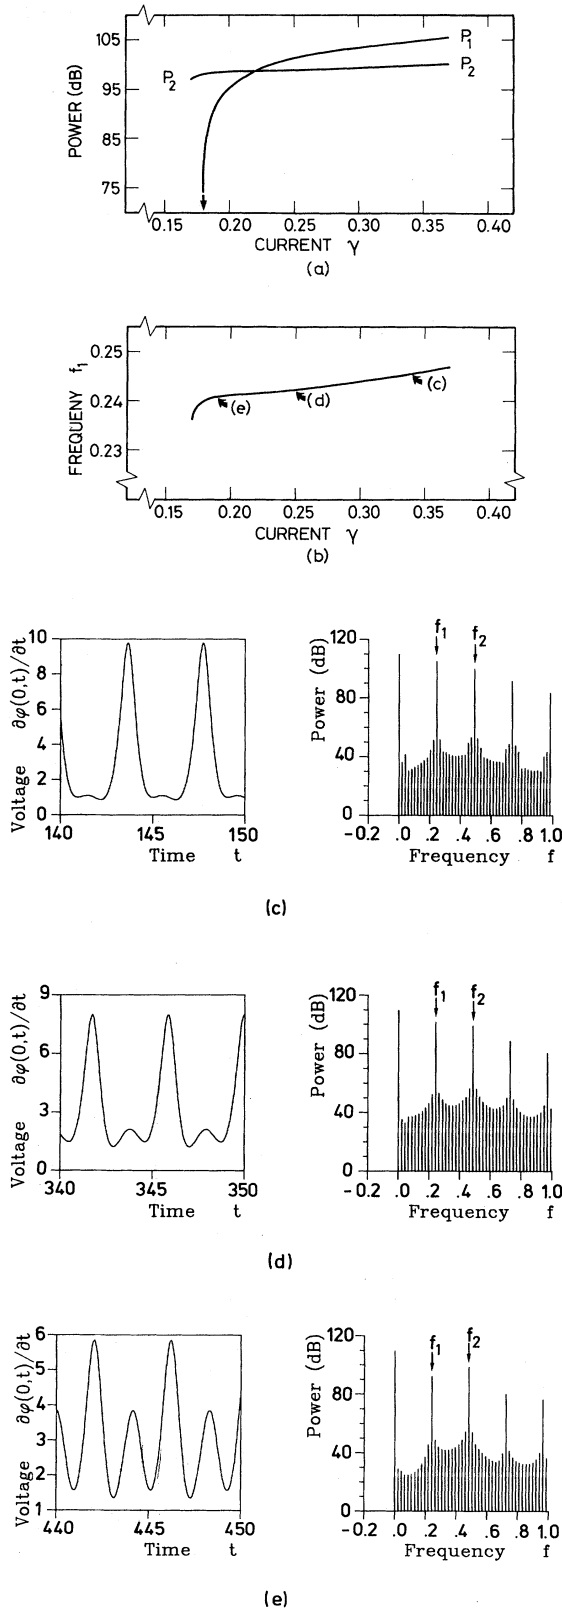 POWER (dB)
105
95
85
75
P₂
P₁
P₂
0.15 0.20 0.25 0.30 0.35 0.40
CURRENT γ
(a)
FREQUENY f₁
0.25
0.24
0.23
(e) (d) (c)
0.15 0.20 0.25 0.30 0.35 0.40
CURRENT γ
(b)
Voltage ∂φ(0,t)/∂t
10
8
6
4
2
0
140 145 150
Time t
Power (dB)
120
80
40
0
f₁ f₂
-0.2 .0 .2 .4 .6 .8 1.0
Frequency f
(c)
Voltage ∂φ(0,t)/∂t
9
6
3
0
340 345 350
Time t
Power (dB)
120
80
40
0
f₁ f₂
-0.2 .0 .2 .4 .6 .8 1.0
Frequency f
(d)
Voltage ∂φ(0,t)/∂t
6
5
4
3
2
1
440 445 450
Time t
Power (dB)
120
80
40
0
f₁ f₂
-0.2 .0 .2 .4 .6 .8 1.0
Frequency f
(e)